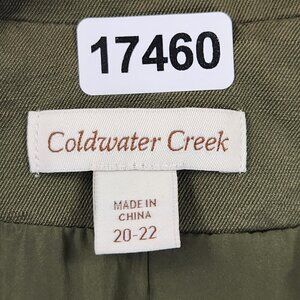 17460
Coldwater Creek
MADE IN
CHINA
20-22